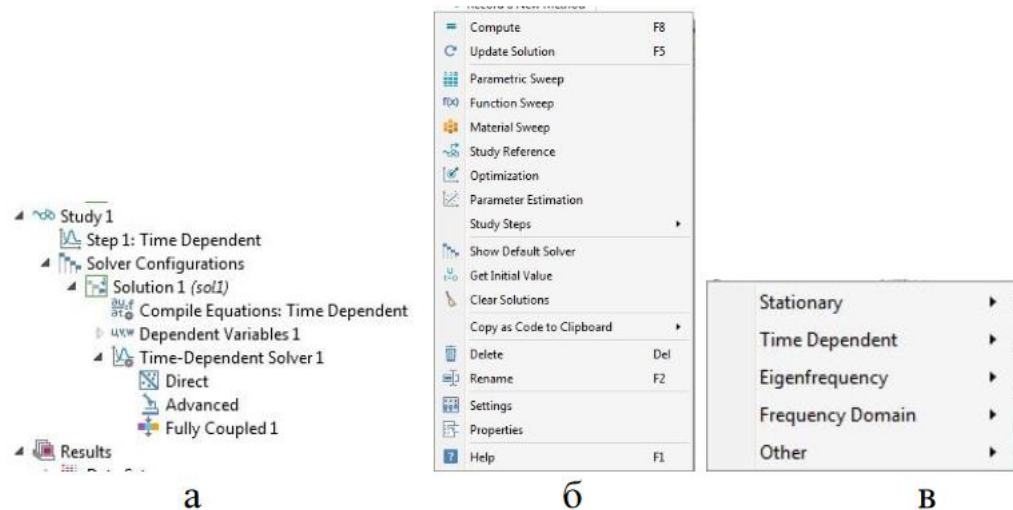 Study 1
Step 1: Time Dependent
Solver Configurations
Solution 1 (sol1)
Compile Equations: Time Dependent
Dependent Variables 1
Time-Dependent Solver 1
Direct
Advanced
Fully Coupled 1
Results
а
Record a New Method
Compute F8
Update Solution F5
Parametric Sweep
f(x) Function Sweep
Material Sweep
Study Reference
Optimization
Parameter Estimation
Study Steps
Show Default Solver
Get Initial Value
Clear Solutions
Copy as Code to Clipboard
Delete Del
Rename F2
Settings
Properties
Help F1
б
Stationary
Time Dependent
Eigenfrequency
Frequency Domain
Other
в